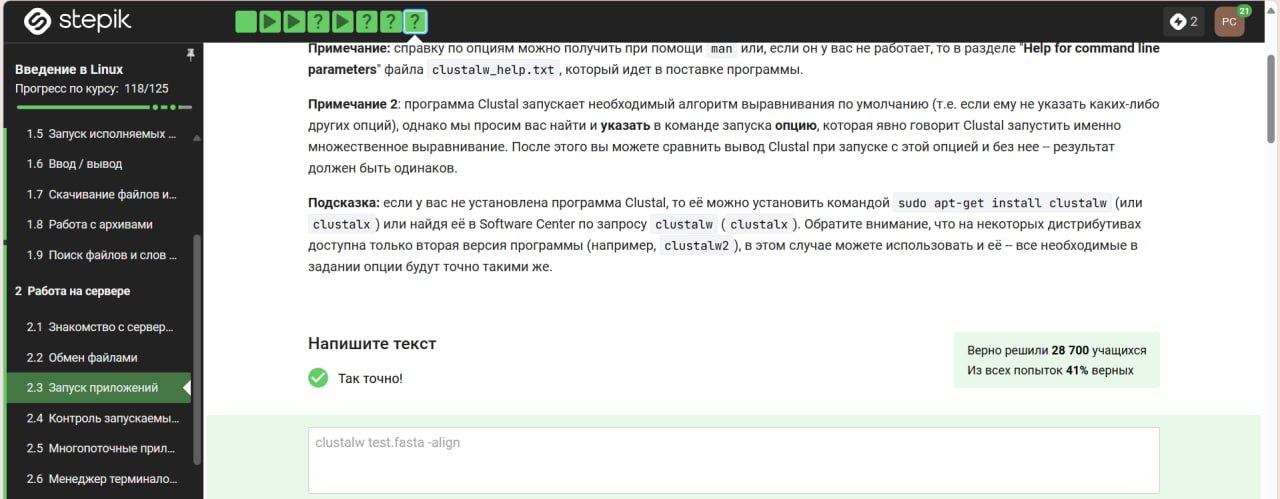 stepik
? ? ? ?
2
РС
21
Введение в Linux
Прогресс по курсу: 118/125
1.5 Запуск исполняемых ...
1.6 Ввод / вывод
1.7 Скачивание файлов и...
1.8 Работа с архивами
1.9 Поиск файлов и слов ...
2 Работа на сервере
2.1 Знакомство с сервер...
2.2 Обмен файлами
2.3 Запуск приложений
2.4 Контроль запускаемы...
2.5 Многопоточные прил...
2.6 Менеджер терминало...
Примечание: справку по опциям можно получить при помощи man или, если он у вас не работает, то в разделе "Help for command line
parameters" файла clustalw_help.txt, который идет в поставке программы.
Примечание 2: программа Clustal запускает необходимый алгоритм выравнивания по умолчанию (т.е. если ему не указать каких-либо
других опций), однако мы просим вас найти и указать в команде запуска опцию, которая явно говорит Clustal запустить именно
множественное выравнивание. После этого вы можете сравнить вывод Clustal при запуске с этой опцией и без нее – результат
должен быть одинаков.
Подсказка: если у вас не установлена программа Clustal, то её можно установить командой sudo apt-get install clustalw (или
clustalx) или найдя её в Software Center по запросу clustalw (clustalx). Обратите внимание, что на некоторых дистрибутивах
доступна только вторая версия программы (например, clustalw2), в этом случае можете использовать и её – все необходимые в
задании опции будут точно такими же.
Напишите текст
Так точно!
Верно решили 28 700 учащихся
Из всех попыток 41% верных
clustalw test.fasta -align